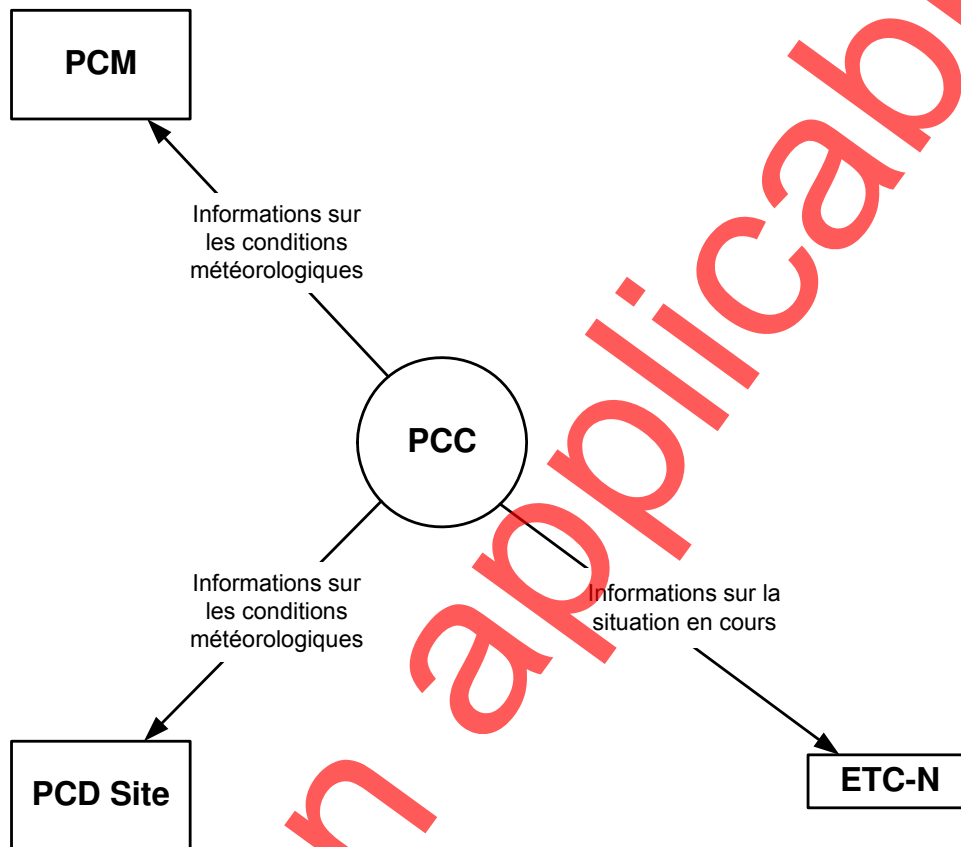 PCM
Informations sur
les conditions
météorologiques
PCC
Informations sur
les conditions
météorologiques
Informations sur la
situation en cours
PCD Site
ETC-N
n applicab